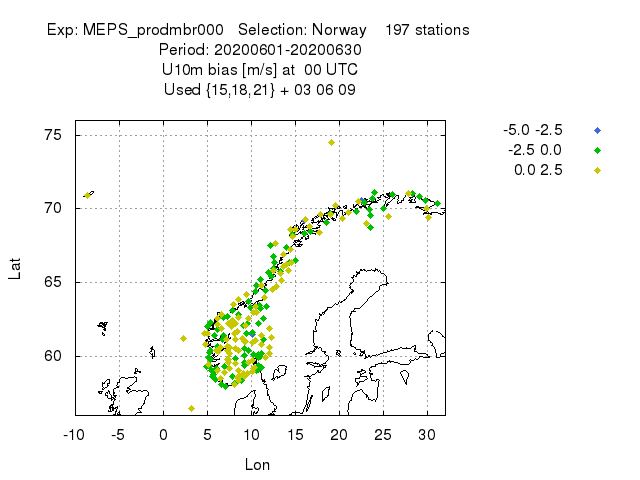 Exp: MEPS_prodmbr000 Selection: Norway 197 stations
Period: 20200601-20200630
U10m bias [m/s] at 00 UTC
Used {15,18,21} + 03 06 09
-5.0 -2.5
-2.5 0.0
0.0 2.5
75
70
65
60
Lat
-10 -5 0 5 10 15 20 25 30
Lon